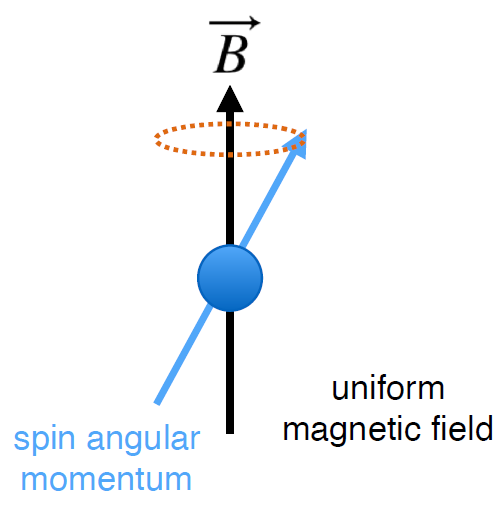 B
uniform
magnetic field
spin angular
momentum